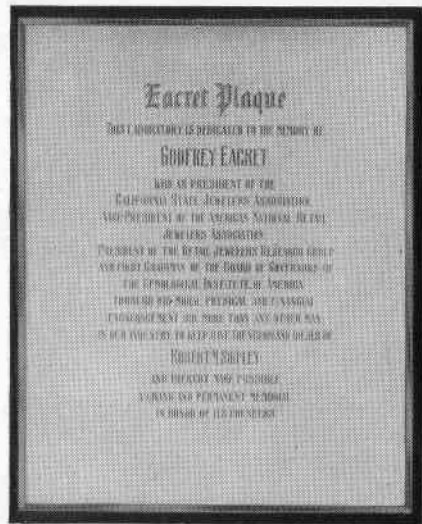 Eacret Plaque
THIS LABORATORY IS DEDICATED TO THE MEMORY OF
GODFREY EACRET
WHO AS PRESIDENT OF THE
CALIFORNIA STATE JEWELERS ASSOCIATION,
VICE-PRESIDENT OF THE AMERICAN NATIONAL RETAIL
JEWELERS ASSOCIATION,
PRESIDENT OF THE RETAIL JEWELERS RESEARCH GROUP
AND FIRST CHAIRMAN OF THE BOARD OF GOVERNORS OF
THE GEMOLOGICAL INSTITUTE OF AMERICA
THROUGH HIS MORAL, PHYSICAL AND FINANCIAL
ENCOURAGEMENT DID MORE THAN ANY OTHER MAN
IN OUR INDUSTRY TO KEEP ALIVE THE VISION AND IDEALS OF
ROBERT M. SHIPLEY
AND THEREBY MADE POSSIBLE
A GRAND AND PERMANENT MEMORIAL
IN HONOR OF ITS FOUNDERS